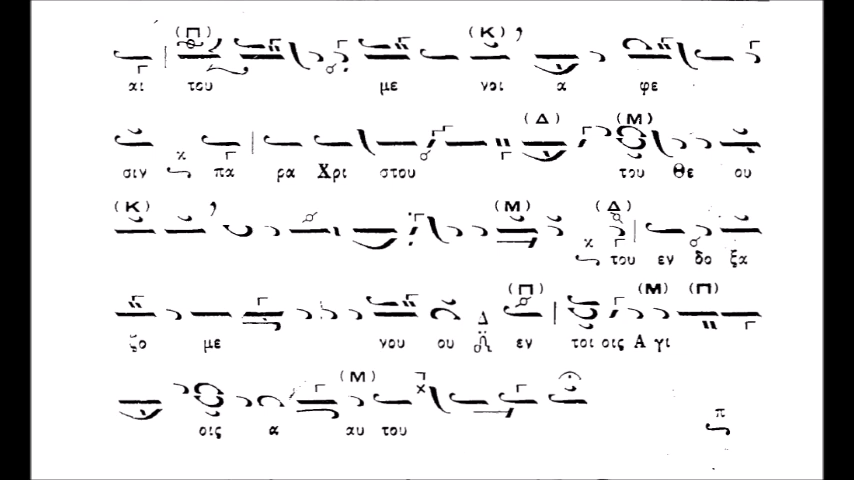 (Π) (Κ)
αι του με νοι α φε
(Δ) (Μ)
σιν πα ρα Χρι στου του Θε ου
(Κ) (Μ) (Δ)
του εν δο ξα
(Π) (Μ) (Π)
ζο με νου ου Δ εν τοι οις Α γι
(Μ)
οις α αυ του π